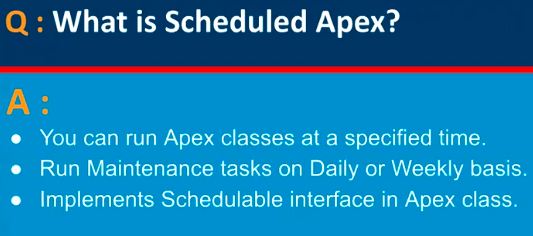 Q : What is Scheduled Apex?
A :
● You can run Apex classes at a specified time.
● Run Maintenance tasks on Daily or Weekly basis.
● Implements Schedulable interface in Apex class.